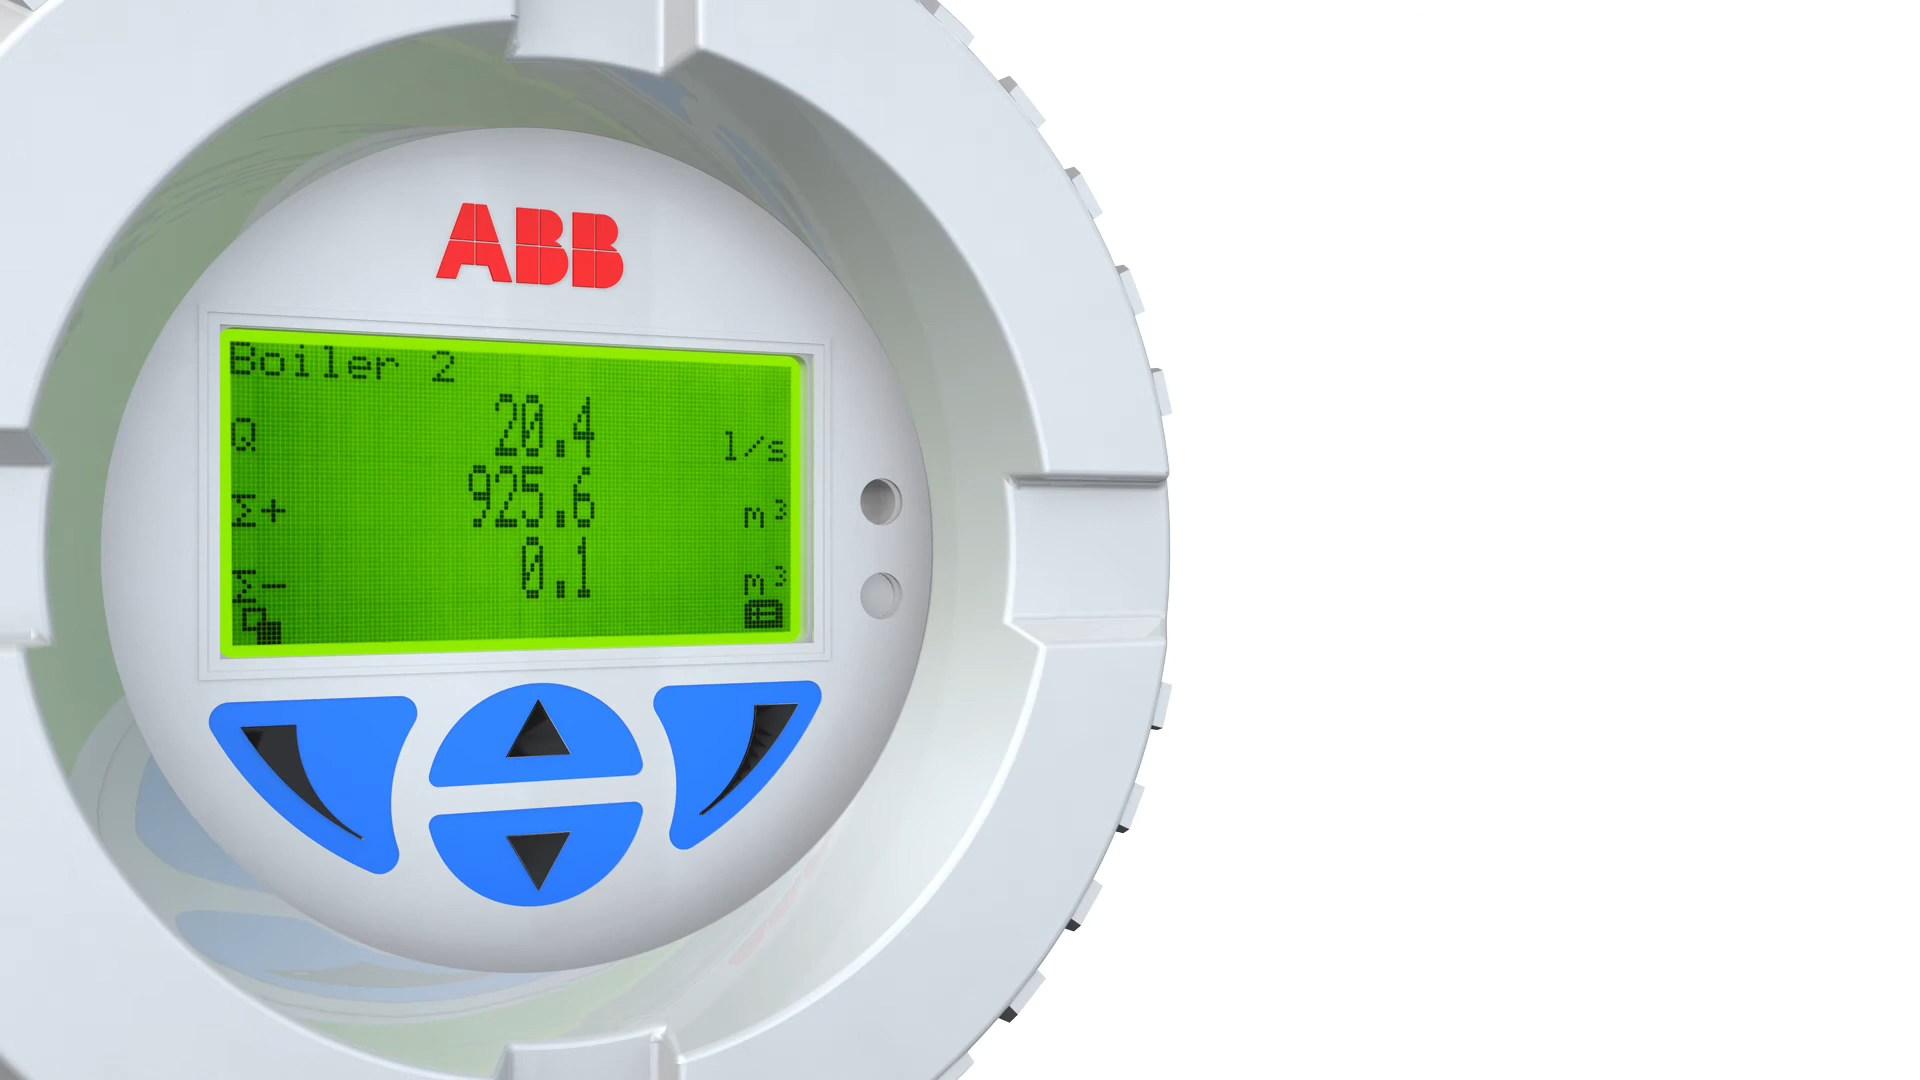 ABB
Boiler 2
Q 20.4 l/s
Σ+ 925.6 m³
Σ- 0.1 m³